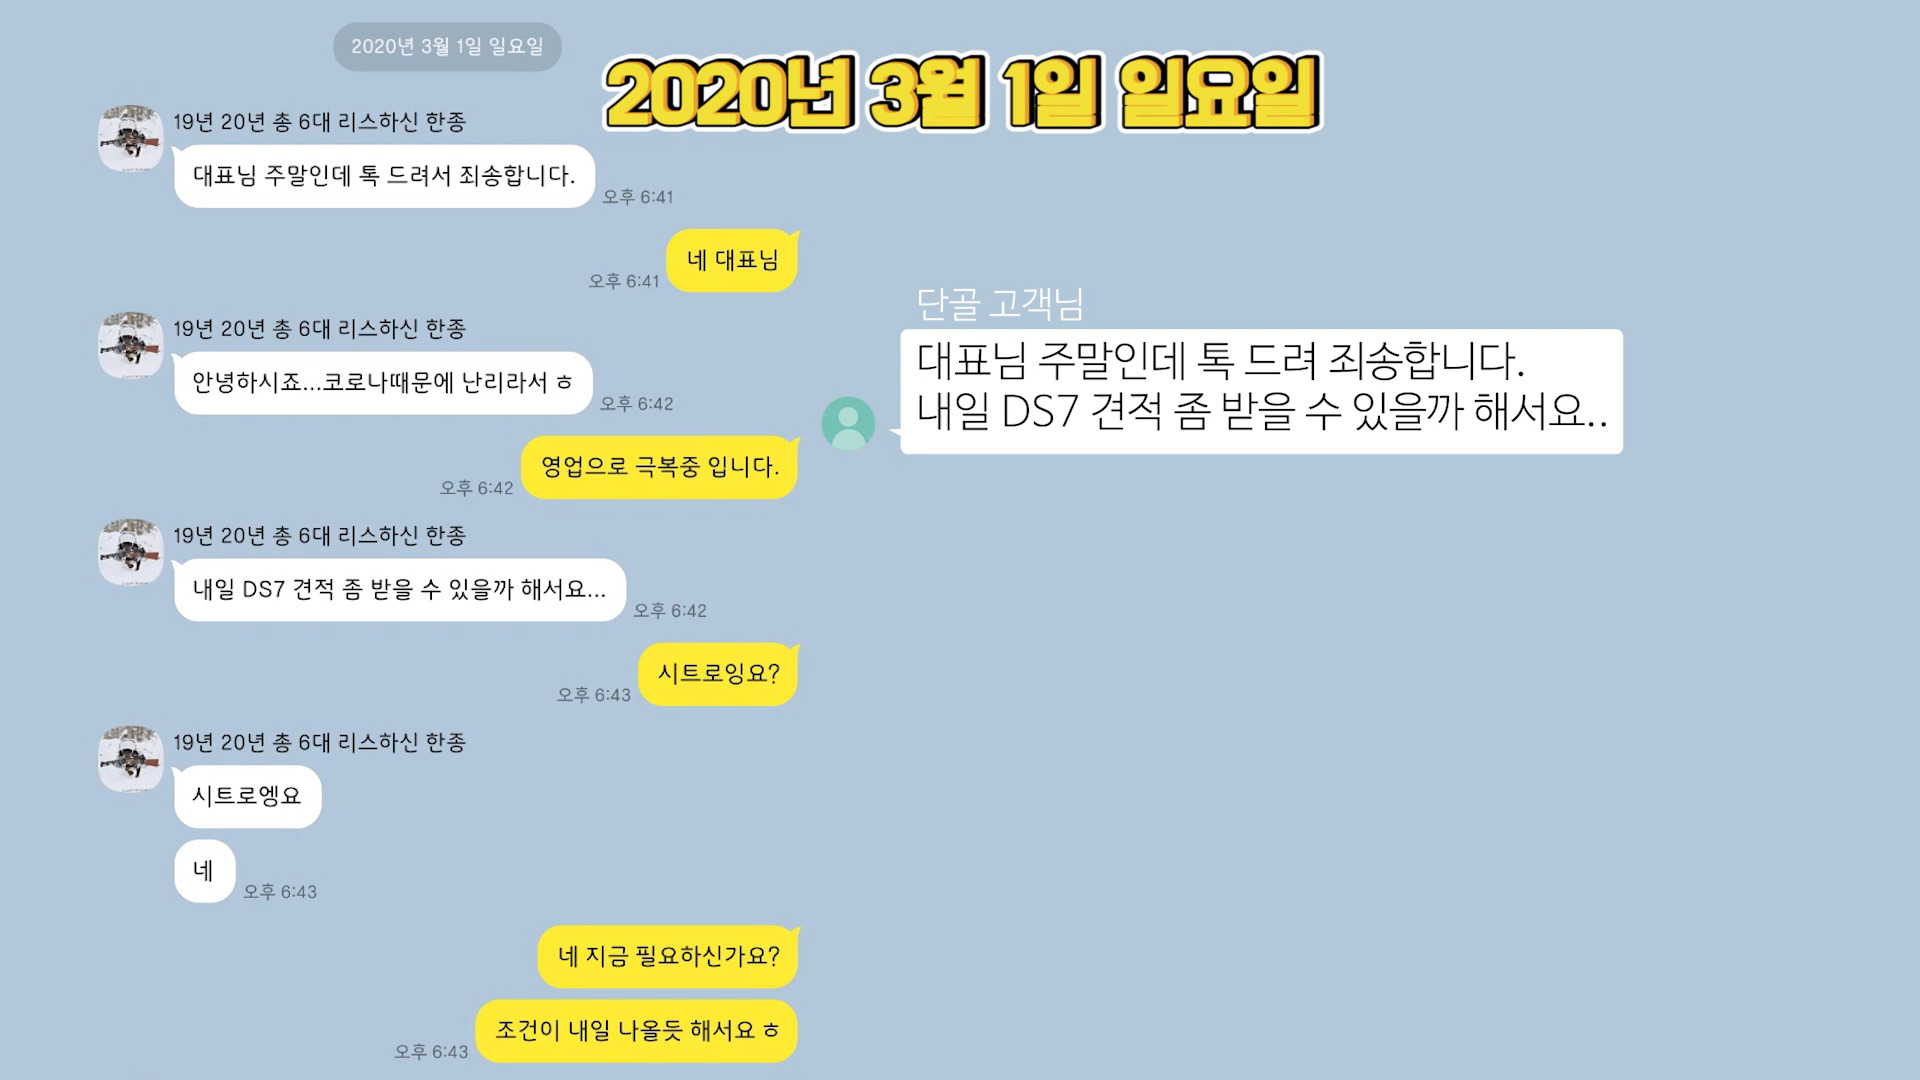 2020년 3월 1일 일요일
2020년 3월 1일 일요일
19년 20년 총 6대 리스하신 한종
대표님 주말인데 톡 드려서 죄송합니다.
오후 6:41
네 대표님
오후 6:41
19년 20년 총 6대 리스하신 한종
안녕하시죠...코로나때문에 난리라서 ㅎ
오후 6:42
영업으로 극복중 입니다.
오후 6:42
19년 20년 총 6대 리스하신 한종
내일 DS7 견적 좀 받을 수 있을까 해서요...
오후 6:42
시트로잉요?
오후 6:43
19년 20년 총 6대 리스하신 한종
시트로엥요
네
오후 6:43
네 지금 필요하신가요?
조건이 내일 나올듯 해서요 ㅎ
오후 6:43
단골 고객님
대표님 주말인데 톡 드려 죄송합니다.
내일 DS7 견적 좀 받을 수 있을까 해서요..